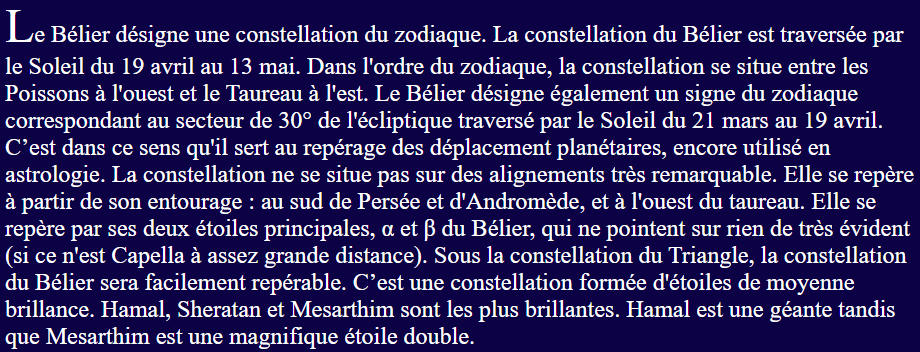 Le Bélier désigne une constellation du zodiaque. La constellation du Bélier est traversée par
le Soleil du 19 avril au 13 mai. Dans l'ordre du zodiaque, la constellation se situe entre les
Poissons à l'ouest et le Taureau à l'est. Le Bélier désigne également un signe du zodiaque
correspondant au secteur de 30° de l'écliptique traversé par le Soleil du 21 mars au 19 avril.
C’est dans ce sens qu'il sert au repérage des déplacement planétaires, encore utilisé en
astrologie. La constellation ne se situe pas sur des alignements très remarquable. Elle se repère
à partir de son entourage : au sud de Persée et d'Andromède, et à l'ouest du taureau. Elle se
repère par ses deux étoiles principales, α et β du Bélier, qui ne pointent sur rien de très évident
(si ce n'est Capella à assez grande distance). Sous la constellation du Triangle, la constellation
du Bélier sera facilement repérable. C’est une constellation formée d'étoiles de moyenne
brillance. Hamal, Sheratan et Mesarthim sont les plus brillantes. Hamal est une géante tandis
que Mesarthim est une magnifique étoile double.